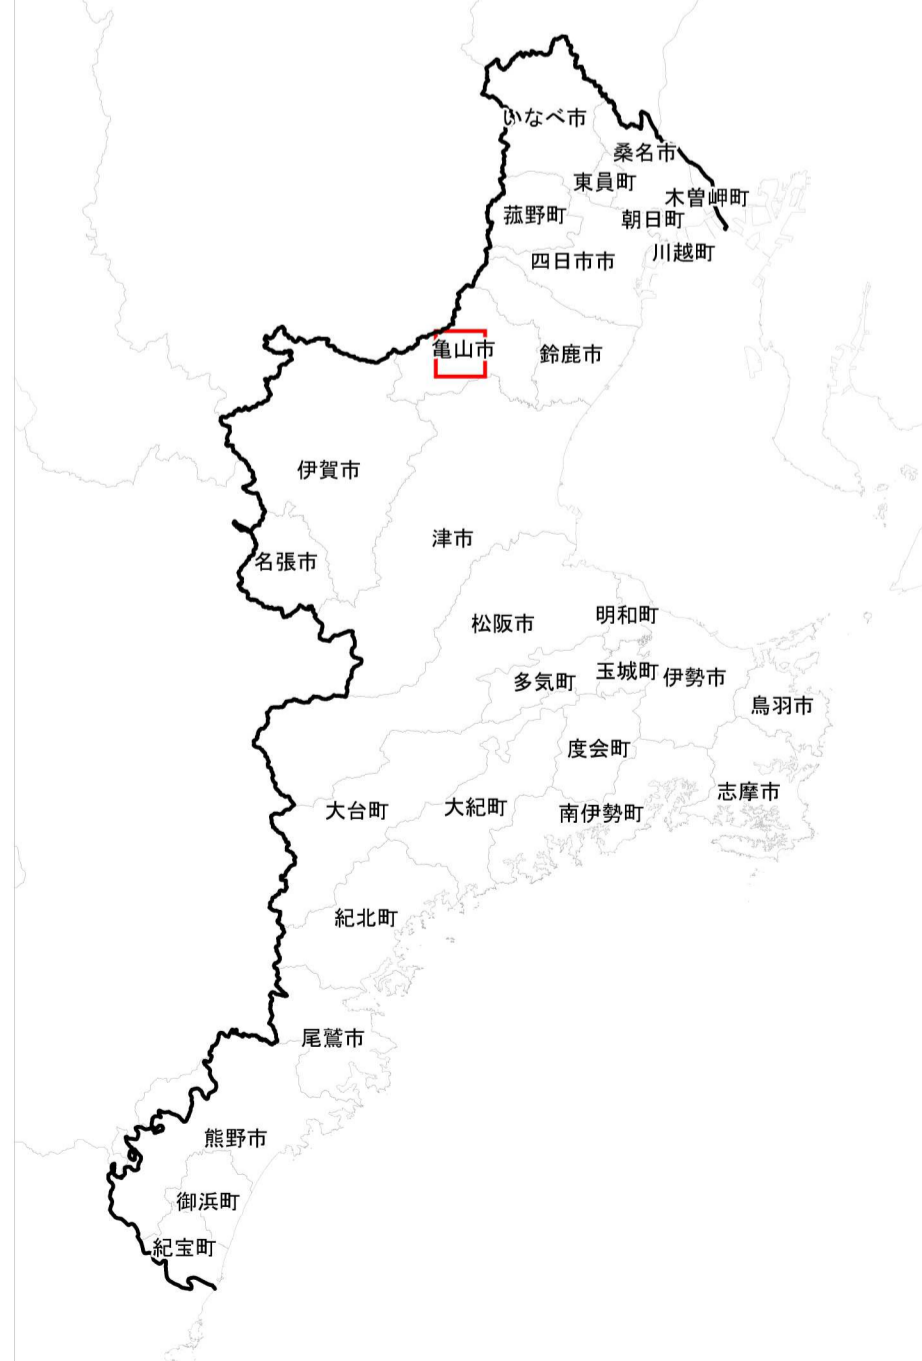 いなべ市
桑名市
東員町
木曽岬町
菰野町
朝日町
川越町
四日市市
亀山市
鈴鹿市
伊賀市
津市
名張市
明和町
松阪市
玉城町
伊勢市
多気町
鳥羽市
度会町
志摩市
大台町
大紀町
南伊勢町
紀北町
尾鷲市
熊野市
御浜町
紀宝町